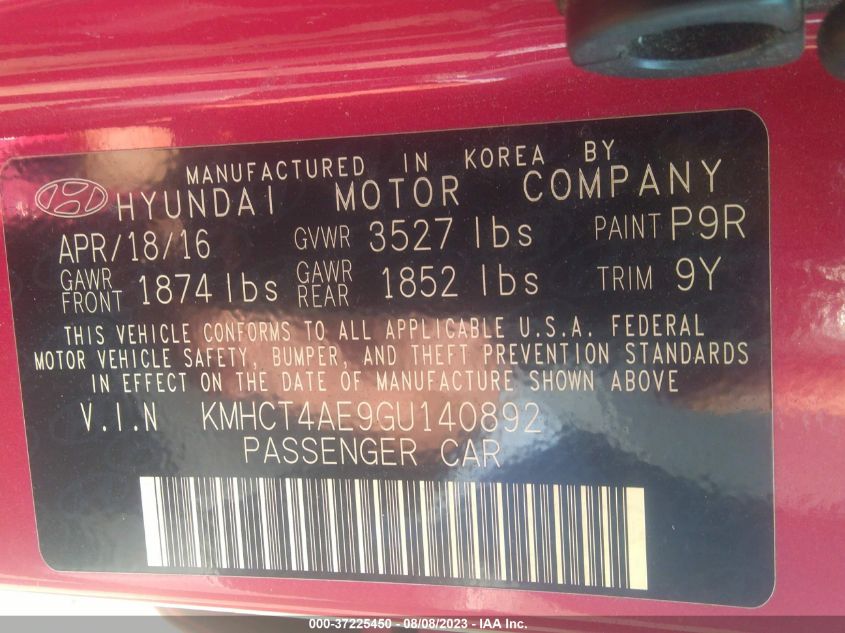 MANUFACTURED IN KOREA BY
HYUNDAI MOTOR COMPANY
APR/18/16 GVWR 3527 lbs PAINT P9R
GAWR FRONT 1874 lbs GAWR REAR 1852 lbs TRIM 9Y
THIS VEHICLE CONFORMS TO ALL APPLICABLE U.S.A. FEDERAL
MOTOR VEHICLE SAFETY, BUMPER, AND THEFT PREVENTION STANDARDS
IN EFFECT ON THE DATE OF MANUFACTURE SHOWN ABOVE
V.I.N KMHCT4AE9GU140892
PASSENGER CAR
000-37225450 - 08/08/2023 - IAA Inc.